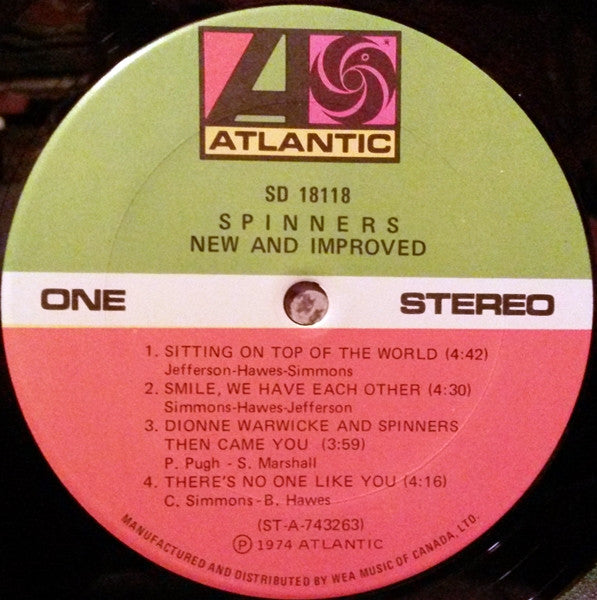 ATLANTIC
SD 18118
SPINNERS
NEW AND IMPROVED
ONE
STEREO
1. SITTING ON TOP OF THE WORLD (4:42)
Jefferson-Hawes-Simmons
2. SMILE, WE HAVE EACH OTHER (4:30)
Simmons-Hawes-Jefferson
3. DIONNE WARWICKE AND SPINNERS
THEN CAME YOU (3:59)
P. Pugh - S. Marshall
4. THERE'S NO ONE LIKE YOU (4:16)
C. Simmons-B. Hawes
(ST-A-743263)
Ⓟ 1974 ATLANTIC
MANUFACTURED AND DISTRIBUTED BY WEA MUSIC OF CANADA, LTD.